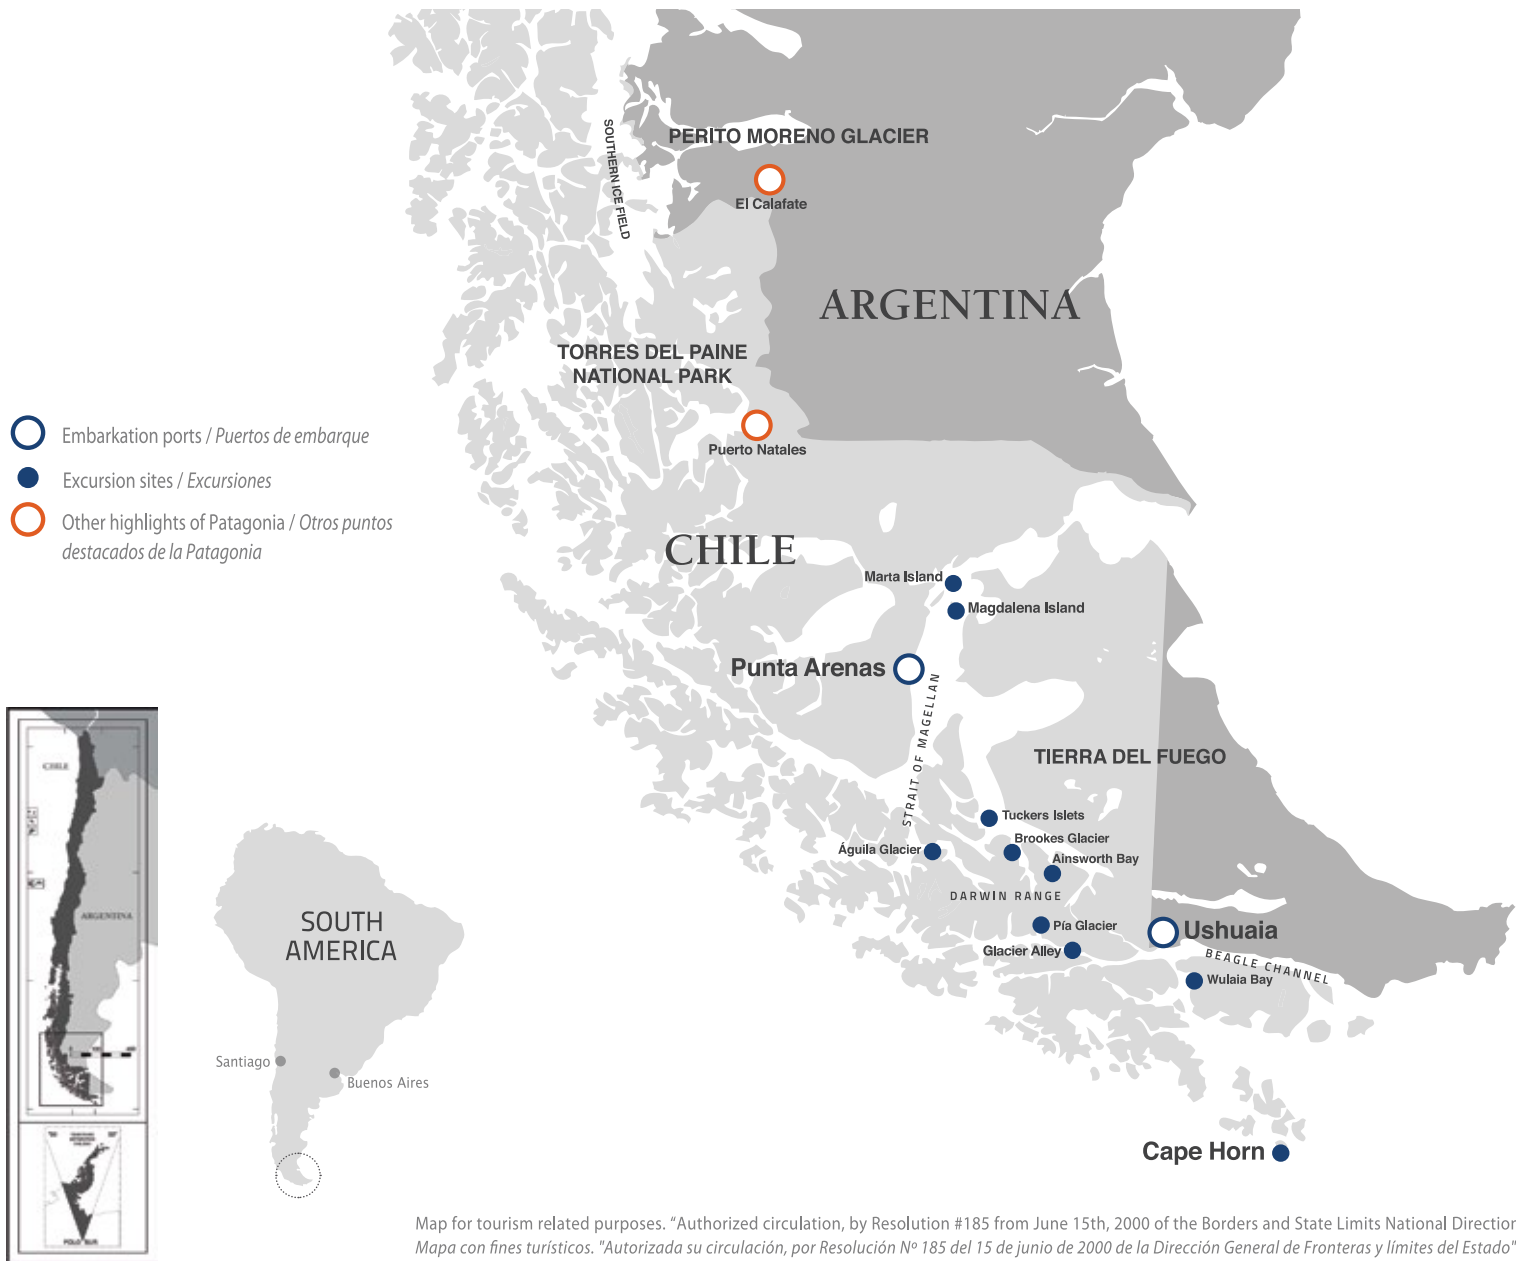 PERITO MORENO GLACIER
SOUTHERN ICE FIELD
El Calafate
ARGENTINA
TORRES DEL PAINE
NATIONAL PARK
Puerto Natales
Embarkation ports / Puertos de embarque
Excursion sites / Excursiones
Other highlights of Patagonia / Otros puntos
destacados de la Patagonia
CHILE
Marta Island
Magdalena Island
Punta Arenas
STRAIT OF MAGELLAN
TIERRA DEL FUEGO
Tuckers Islets
Brookes Glacier
Águila Glacier
Ainsworth Bay
DARWIN RANGE
Pía Glacier
Ushuaia
Glacier Alley
BEAGLE CHANNEL
Wulaia Bay
Cape Horn
CHILE
ARGENTINA
POLO SUR
SOUTH
AMERICA
Santiago
Buenos Aires
Map for tourism related purposes. “Authorized circulation, by Resolution #185 from June 15th, 2000 of the Borders and State Limits National Direction
Mapa con fines turísticos. "Autorizada su circulación, por Resolución Nº 185 del 15 de junio de 2000 de la Dirección General de Fronteras y límites del Estado"